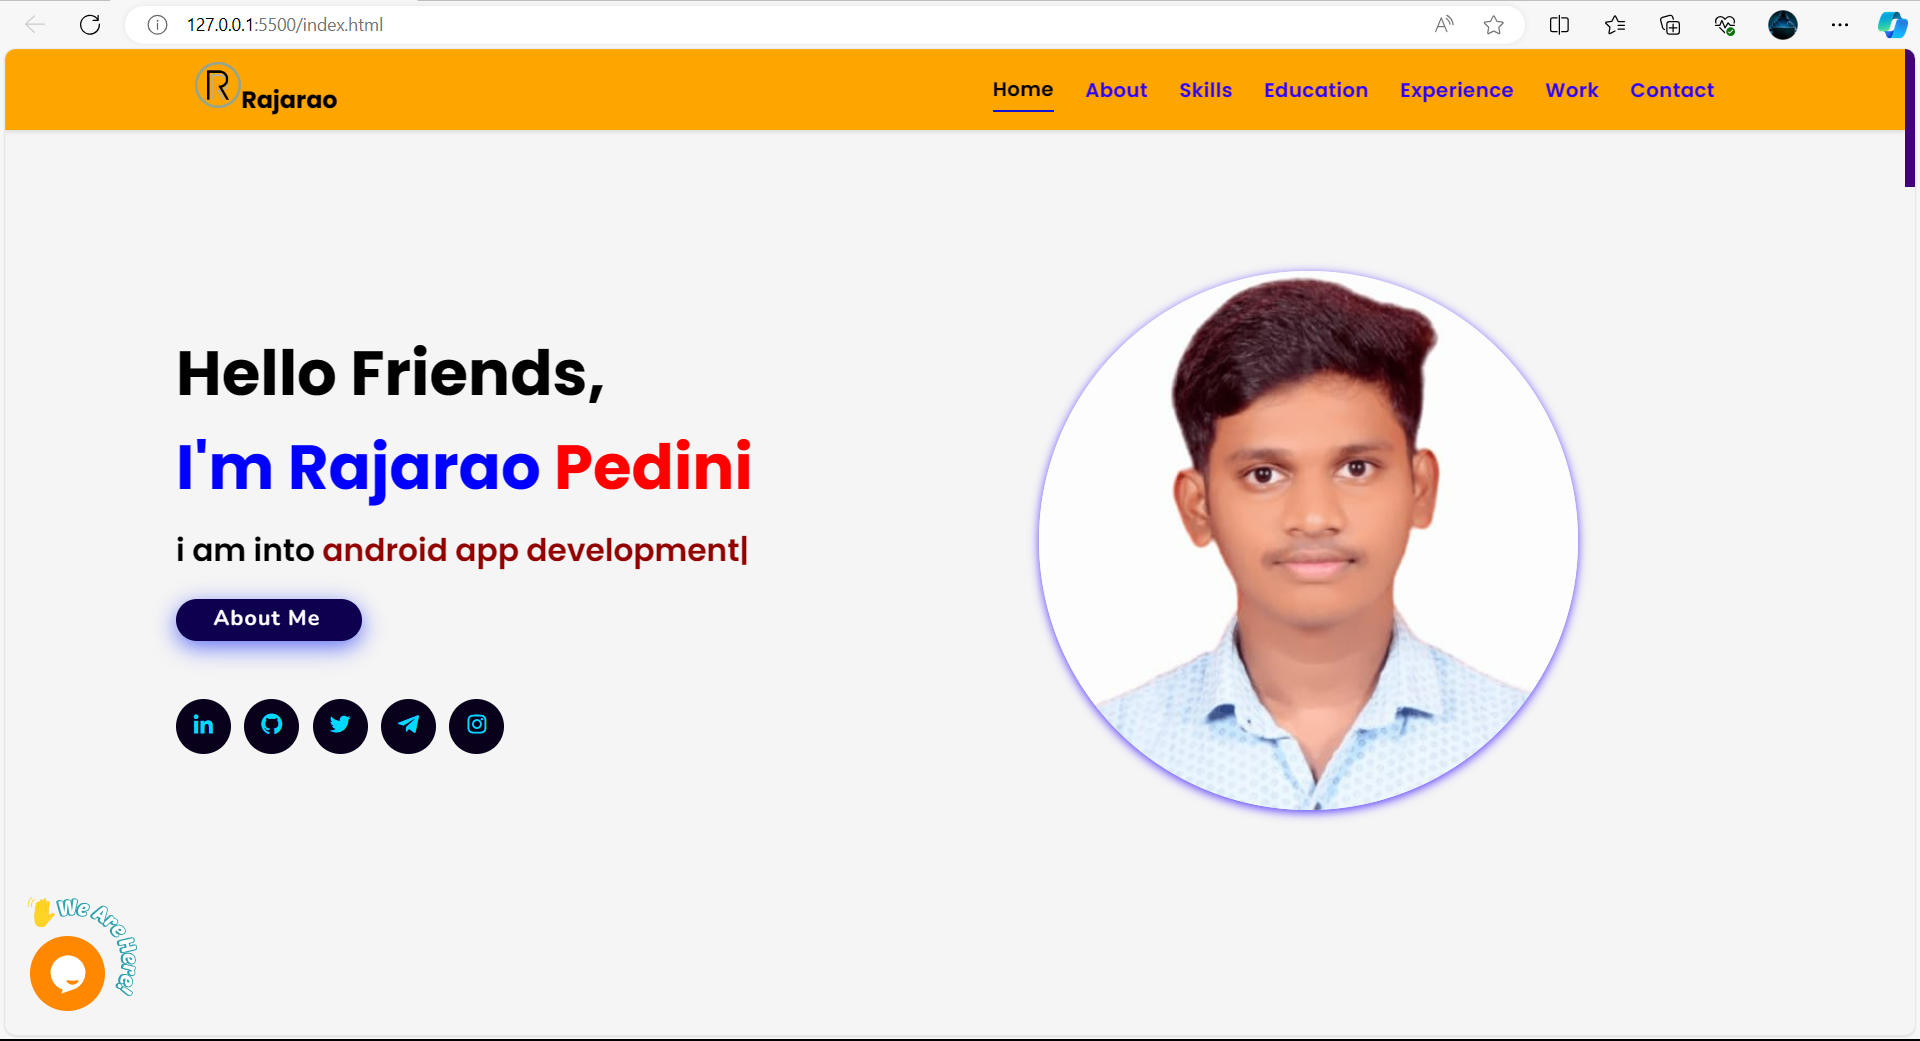 127.0.0.1:5500/index.html
R Rajarao
Home About Skills Education Experience Work Contact
Hello Friends,
I'm Rajarao Pedini
i am into android app development|
About Me
We Are Here!